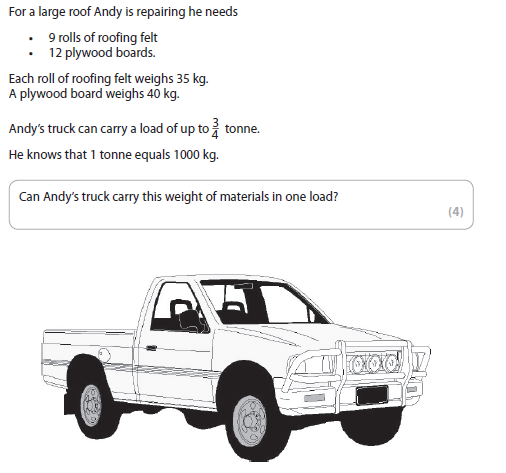 For a large roof Andy is repairing he needs
• 9 rolls of roofing felt
• 12 plywood boards.
Each roll of roofing felt weighs 35 kg.
A plywood board weighs 40 kg.
Andy's truck can carry a load of up to 3/4 tonne.
He knows that 1 tonne equals 1000 kg.
Can Andy's truck carry this weight of materials in one load?
(4)